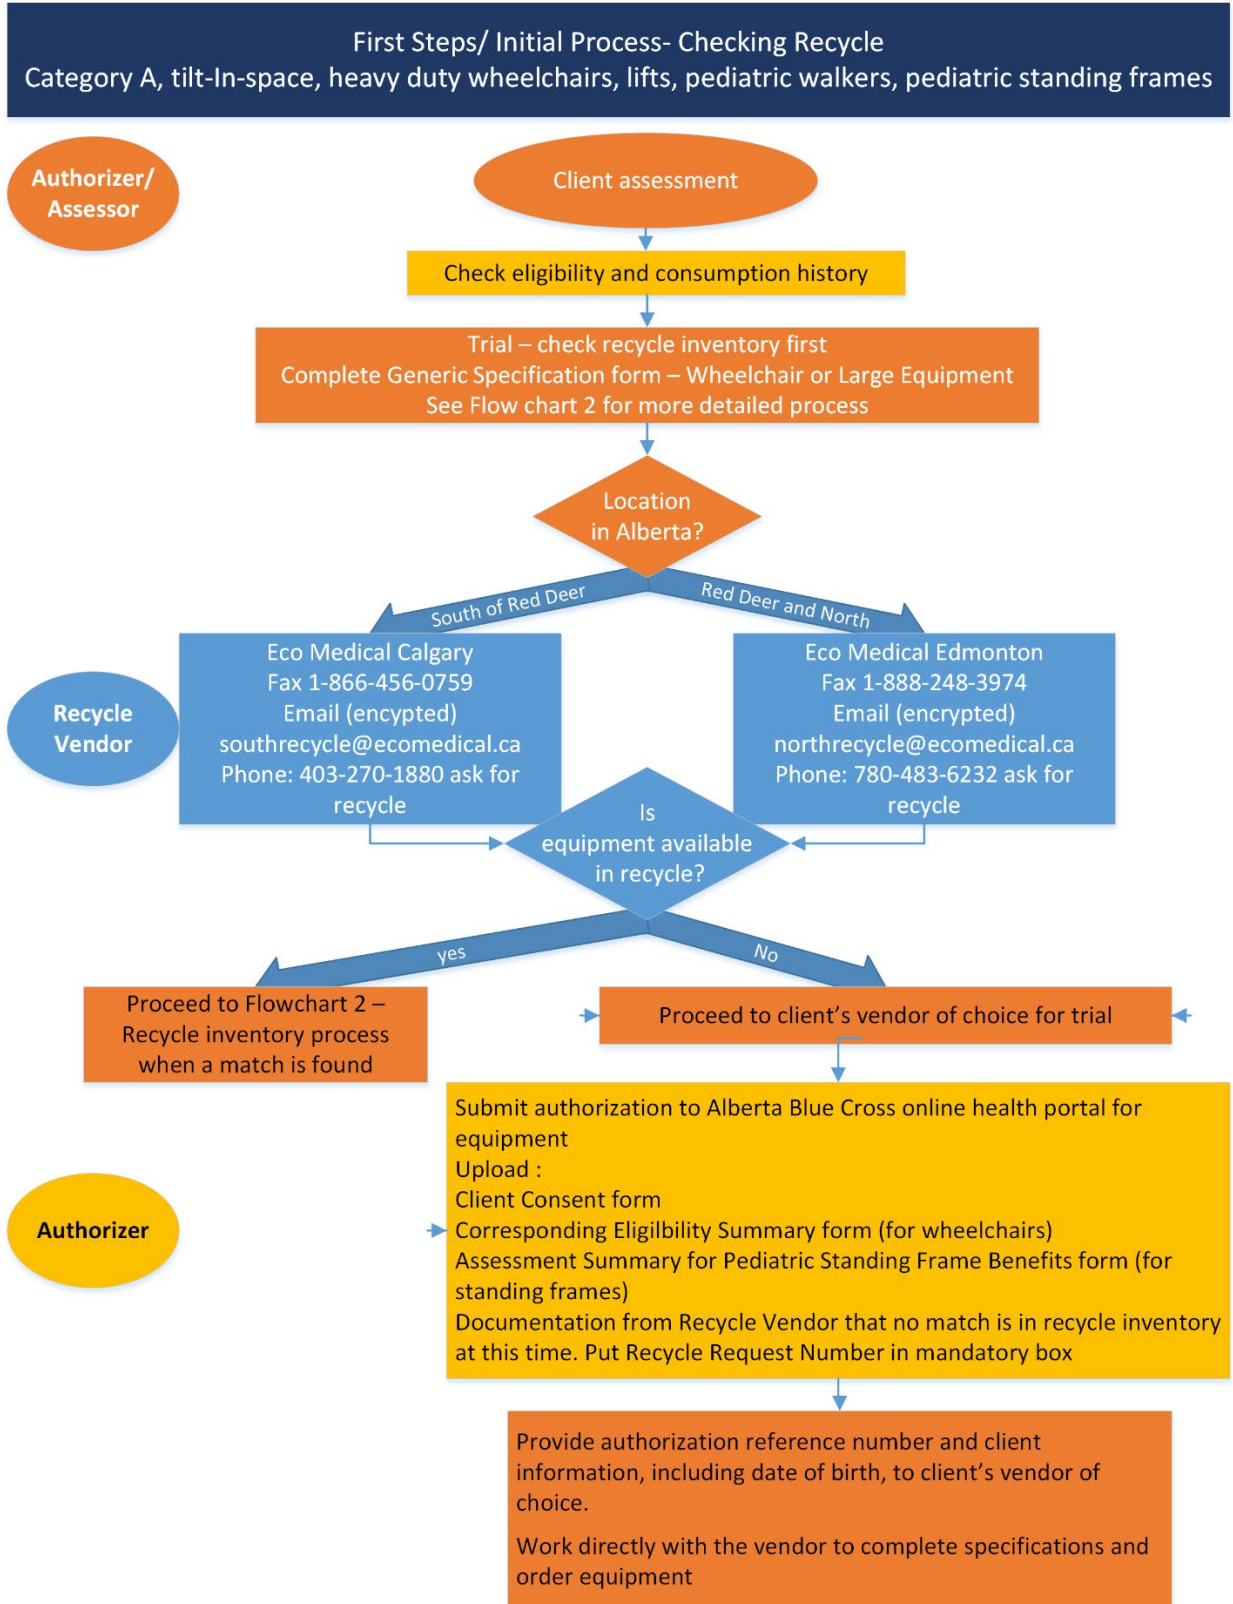 First Steps/ Initial Process- Checking Recycle
Category A, tilt-In-space, heavy duty wheelchairs, lifts, pediatric walkers, pediatric standing frames
Authorizer/
Assessor
Client assessment
Check eligibility and consumption history
Trial – check recycle inventory first
Complete Generic Specification form – Wheelchair or Large Equipment
See Flow chart 2 for more detailed process
Location
in Alberta?
South of Red Deer
Red Deer and North
Recycle
Vendor
Eco Medical Calgary
Fax 1-866-456-0759
Email (encypted)
southrecycle@ecomedical.ca
Phone: 403-270-1880 ask for
recycle
Eco Medical Edmonton
Fax 1-888-248-3974
Email (encrypted)
northrecycle@ecomedical.ca
Phone: 780-483-6232 ask for
recycle
Is
equipment available
in recycle?
yes
No
Proceed to Flowchart 2 –
Recycle inventory process
when a match is found
Proceed to client's vendor of choice for trial
Authorizer
Submit authorization to Alberta Blue Cross online health portal for
equipment
Upload :
Client Consent form
Corresponding Eligilbility Summary form (for wheelchairs)
Assessment Summary for Pediatric Standing Frame Benefits form (for
standing frames)
Documentation from Recycle Vendor that no match is in recycle inventory
at this time. Put Recycle Request Number in mandatory box
Provide authorization reference number and client
information, including date of birth, to client's vendor of
choice.
Work directly with the vendor to complete specifications and
order equipment